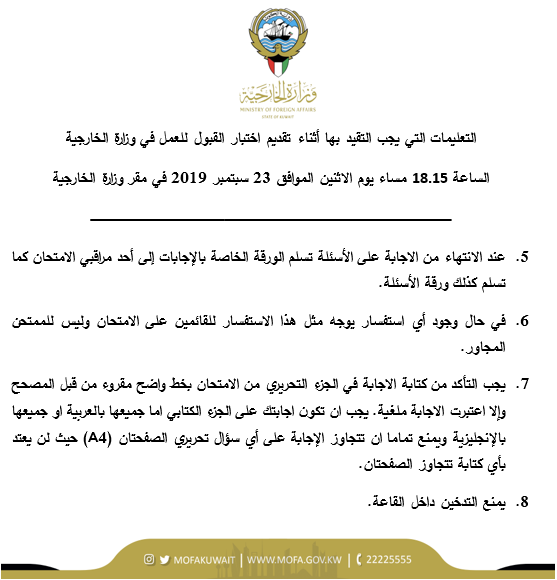 وزارة الخارجية
MINISTRY OF FOREIGN AFFAIRS
STATE OF KUWAIT
التعليمات التي يجب التقيد بها أثناء تقديم اختبار القبول للعمل في وزارة الخارجية
الساعة 18.15 مساء يوم الاثنين الموافق 23 سبتمبر 2019 في مقر وزارة الخارجية
5. عند الانتهاء من الاجابة على الأسئلة تسلم الورقة الخاصة بالإجابات إلى أحد مراقبي الامتحان كما
تسلم كذلك ورقة الأسئلة.
6. في حال وجود أي استفسار يوجه مثل هذا الاستفسار للقائمين على الامتحان وليس للممتحن
المجاور.
7. يجب التأكد من كتابة الاجابة في الجزء التحريري من الامتحان بخط واضح مقروء من قبل المصحح
وإلا اعتبرت الاجابة ملغية. يجب ان تكون اجابتك على الجزء الكتابي اما جميعها بالعربية او جميعها
بالإنجليزية ويمنع تماما ان تتجاوز الإجابة على أي سؤال تحريري الصفحتان (A4) حيث لن يعتد
بأي كتابة تتجاوز الصفحتان.
8. يمنع التدخين داخل القاعة.
MOFAKUWAIT | WWW.MOFA.GOV.KW | 22225555